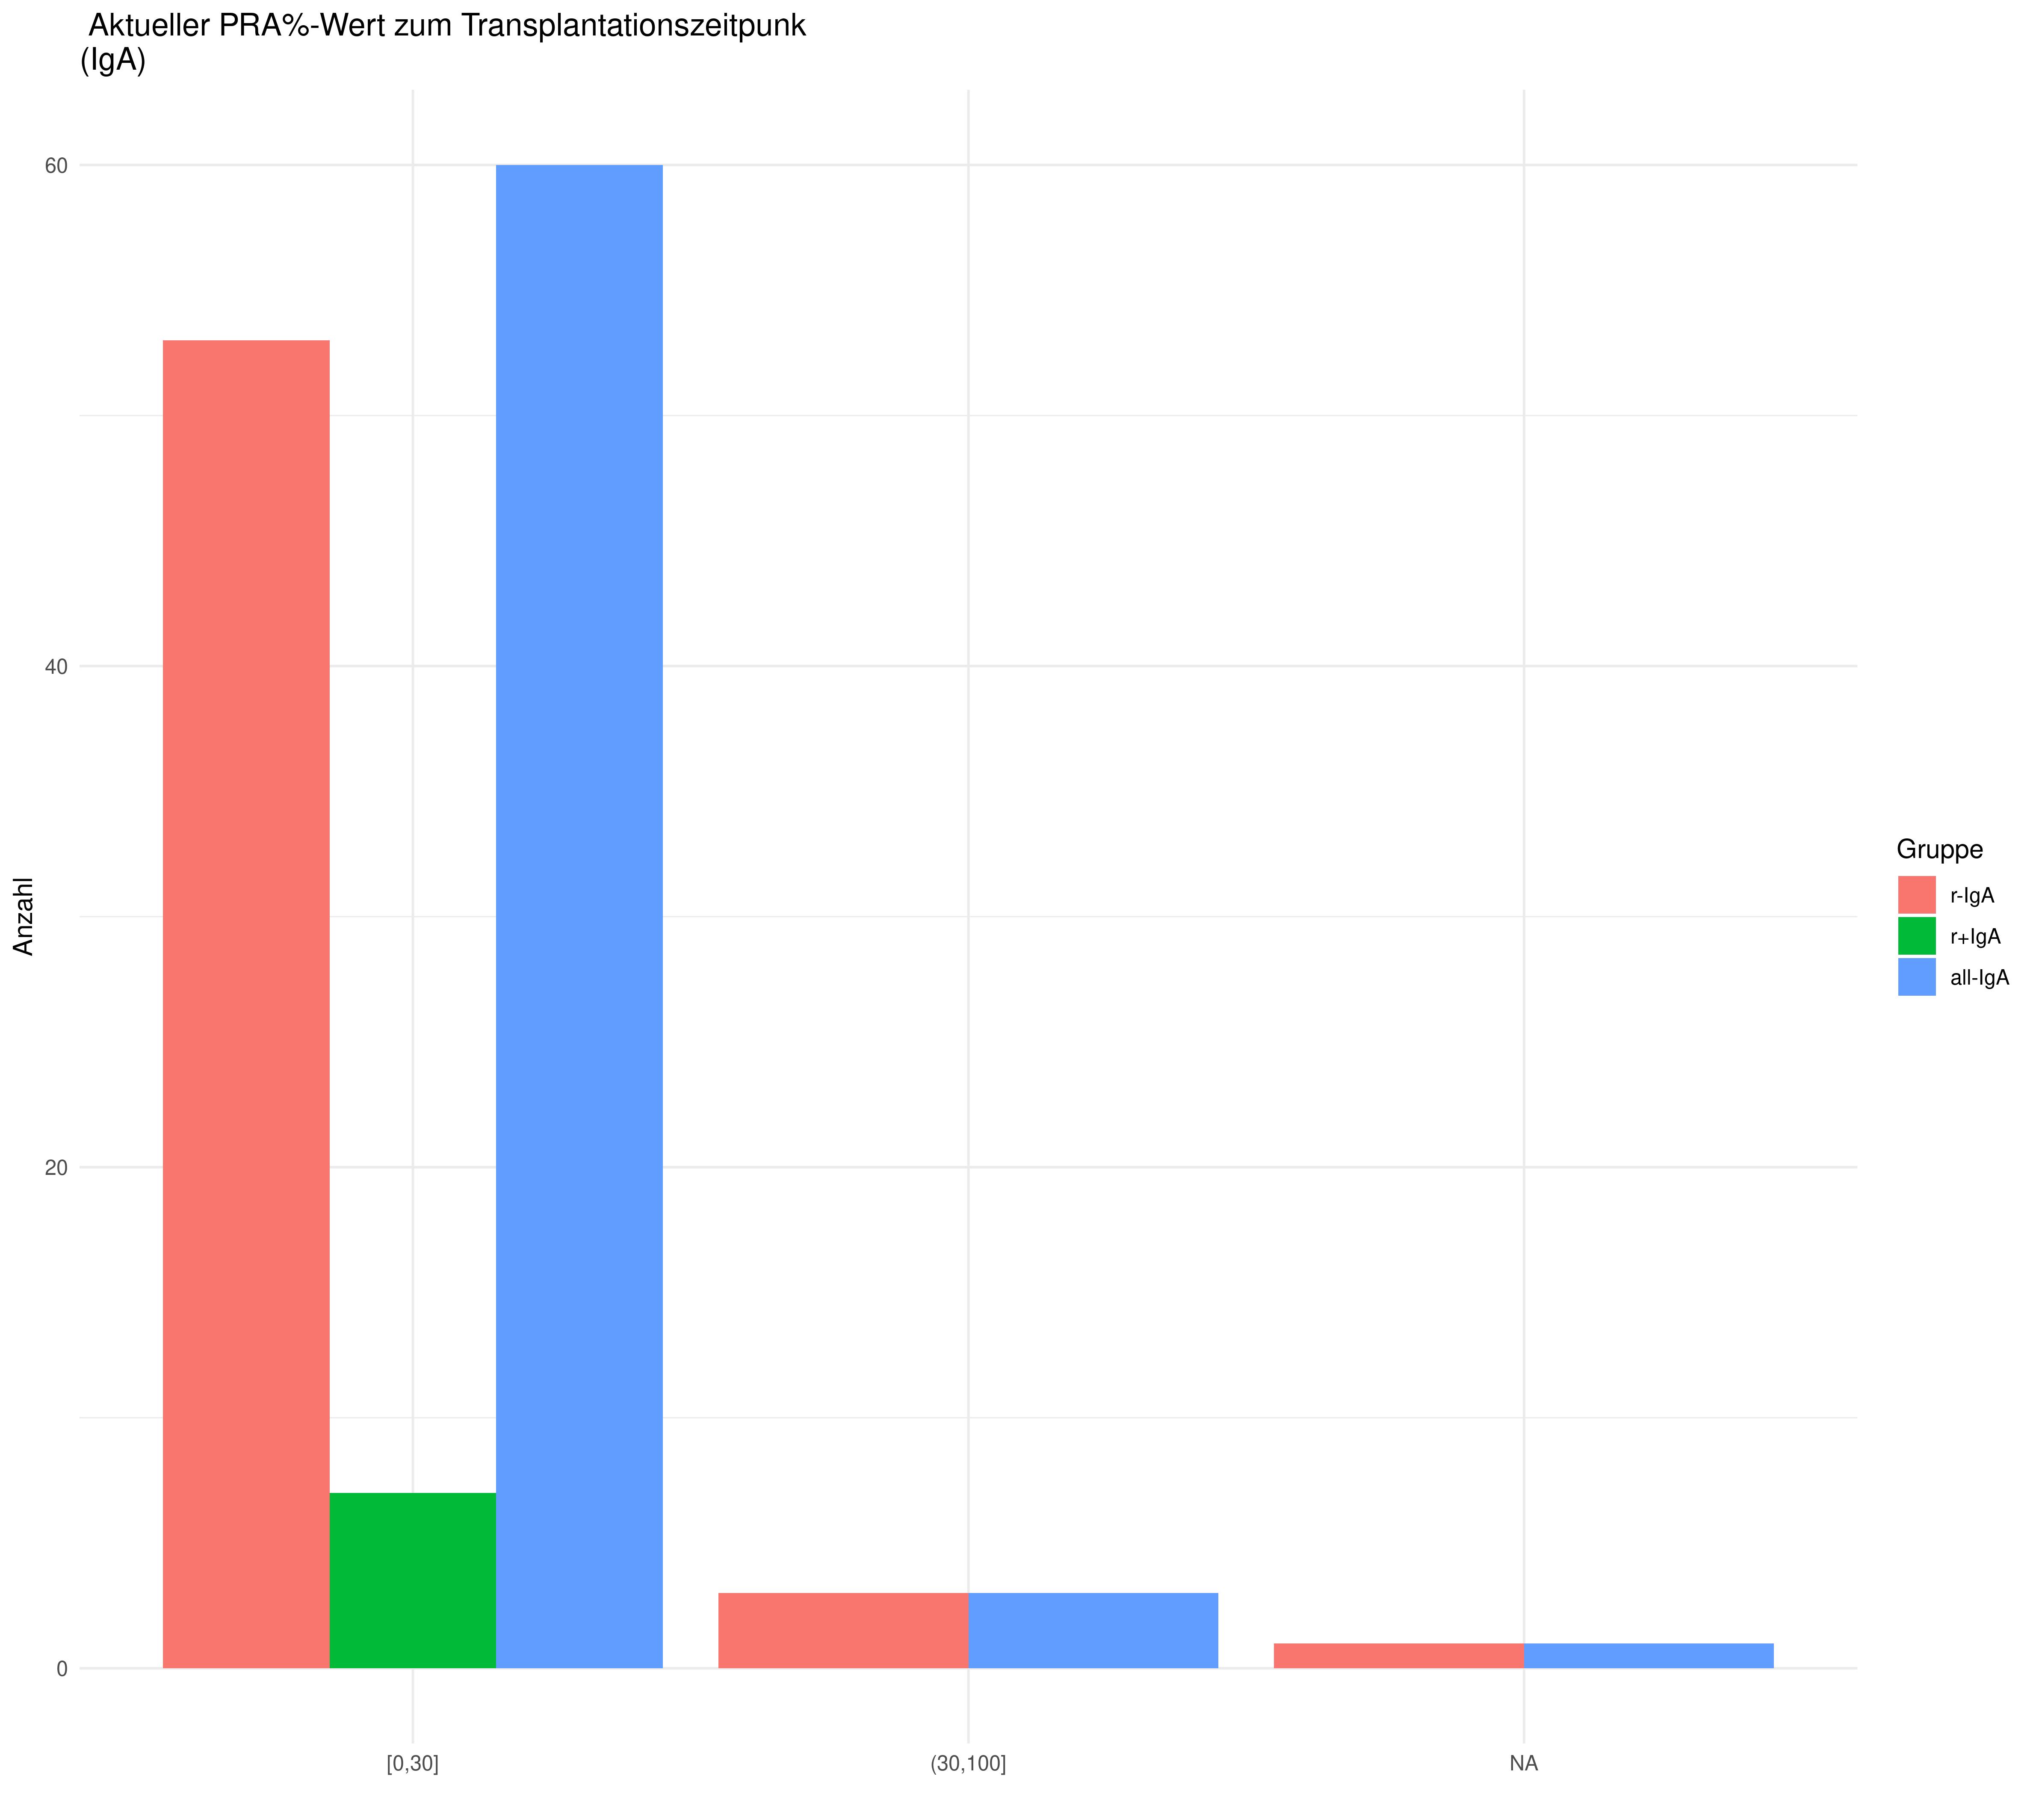 Aktueller PRA%-Wert zum Transplantationszeitpunk
(IgA)
60
40
20
0
Anzahl
[0,30]
(30,100]
NA
Gruppe
r-IgA
r+IgA
all-IgA